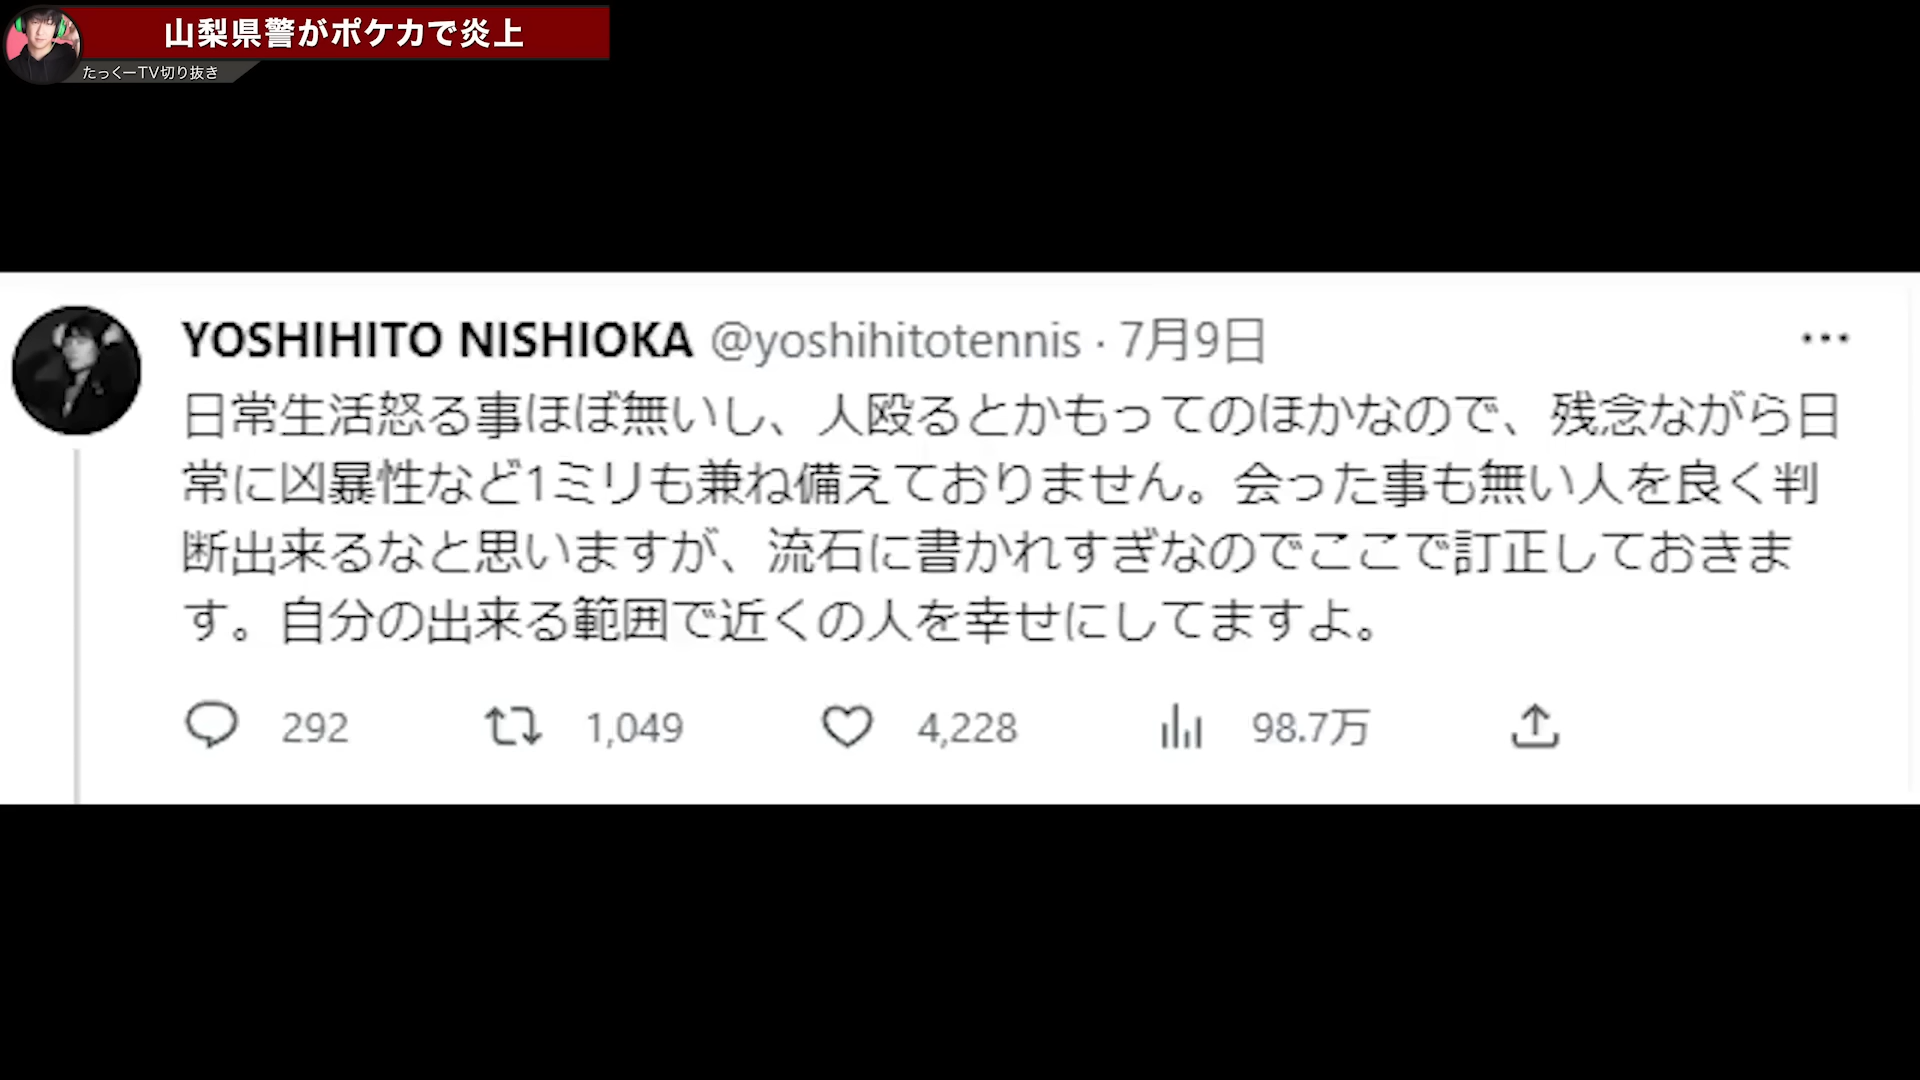 山梨県警がポケカで炎上
たっくーTV切り抜き
YOSHIHITO NISHIOKA @yoshihitotennis · 7月9日
日常生活怒る事ほぼ無いし、人殴るとかもってのほかなので、残念ながら日
常に凶暴性など1ミリも兼ね備えておりません。会った事も無い人を良く判
断出来るなと思いますが、流石に書かれすぎなのでここで訂正しておきま
す。自分の出来る範囲で近くの人を幸せにしてますよ。
292 1,049 4,228 98.7万